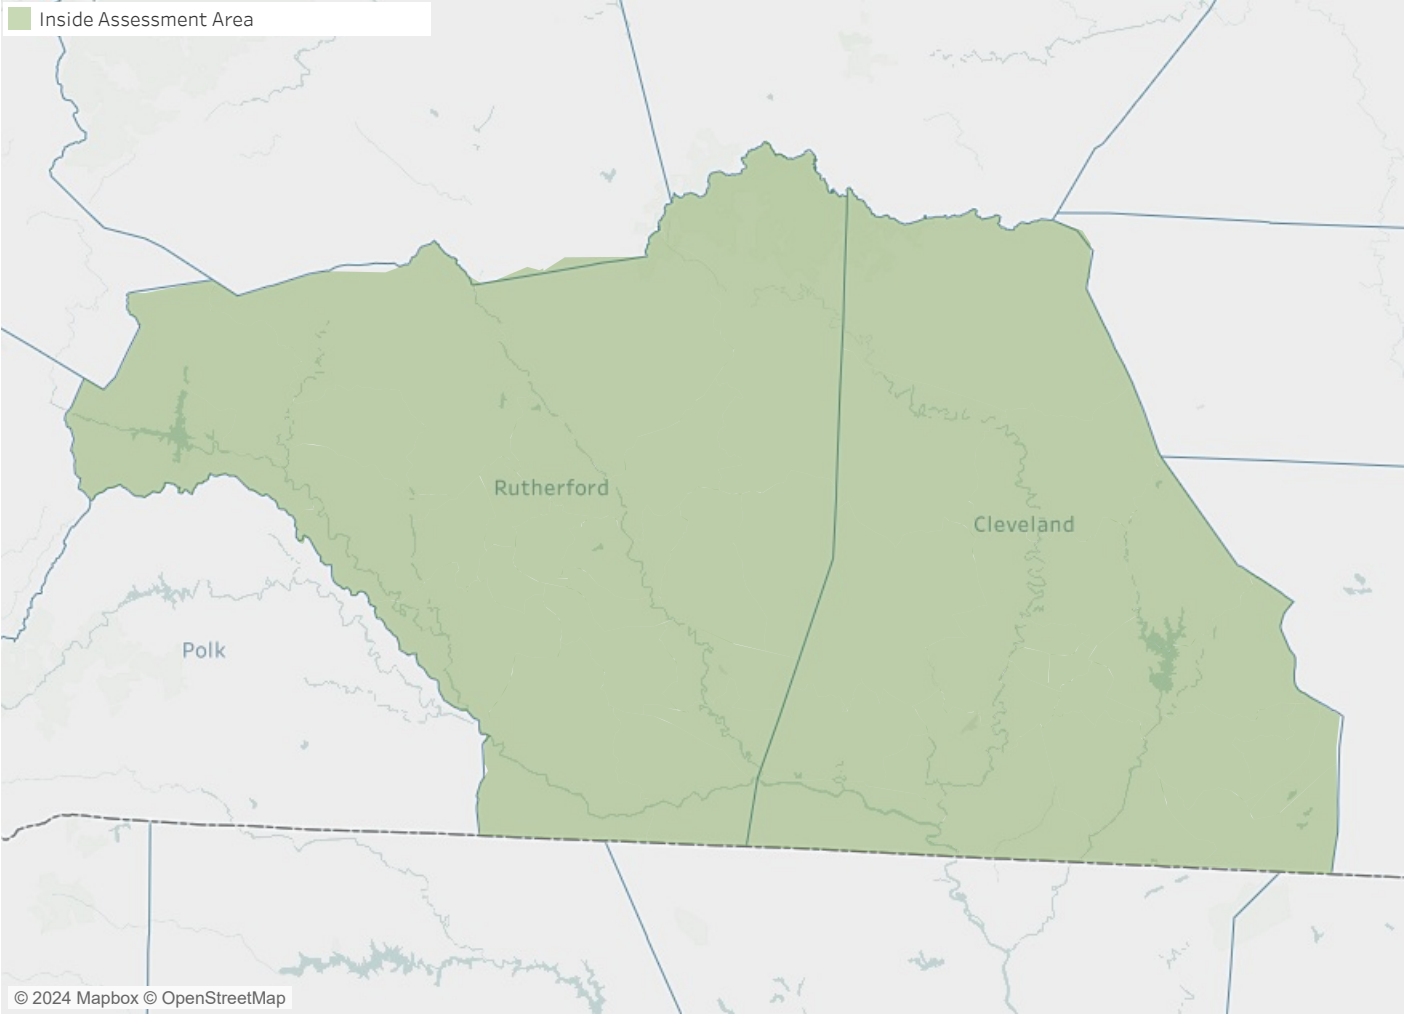 Inside Assessment Area
Rutherford
Cleveland
Polk
© 2024 Mapbox © OpenStreetMap